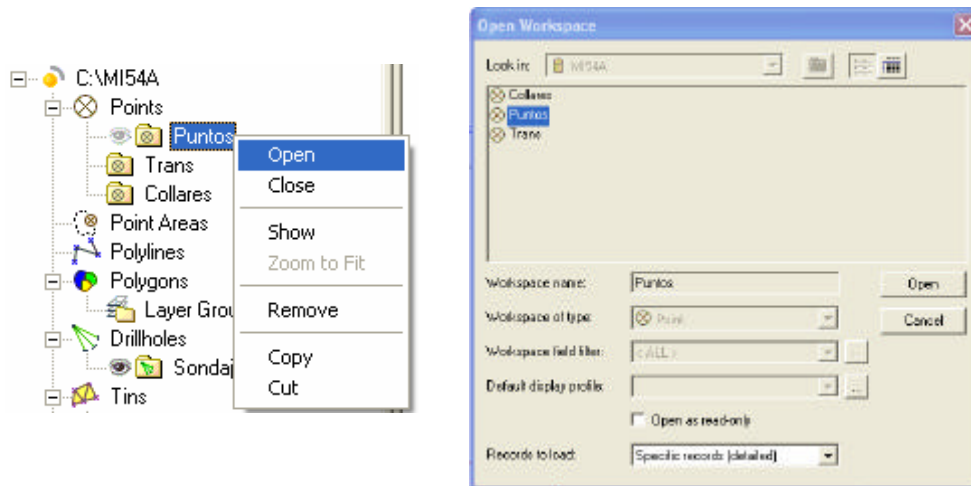 C:\MI54A
Points
Puntos
Trans
Collares
Point Areas
Polylines
Polygons
Layer Grou
Drillholes
Sondaj
Tins
Open
Close
Show
Zoom to Fit
Remove
Copy
Cut
Open Workspace
Look in: MI54A
Collares
Puntos
Trans
Workspace name: Puntos
Open
Workspace of type: Point
Cancel
Workspace field filter: <ALL>
Default display profile: ...
Open as read-only
Records to load: Specific records (detailed)